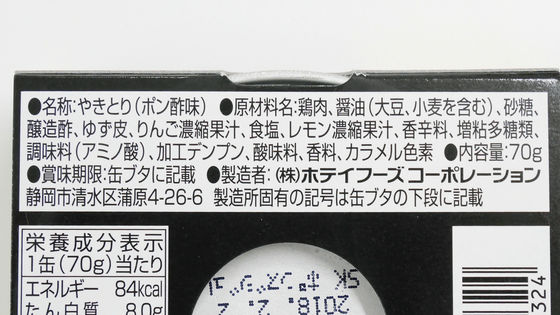 ●名称:やきとり(ポン酢味) ●原材料名:鶏肉、醤油(大豆、小麦を含む)、砂糖、
醸造酢、ゆず皮、りんご濃縮果汁、食塩、レモン濃縮果汁、香辛料、増粘多糖類、
調味料(アミノ酸)、加工デンプン、酸味料、香料、カラメル色素 ●内容量:70g
●賞味期限:缶ブタに記載 ●製造者:(株)ホテイフーズコーポレーション
静岡市清水区蒲原4-26-6 製造所固有の記号は缶ブタの下段に記載
栄養成分表示
1缶(70g)当たり
エネルギー 84kcal
たん白質 8.0g
2018. 2. 2
324